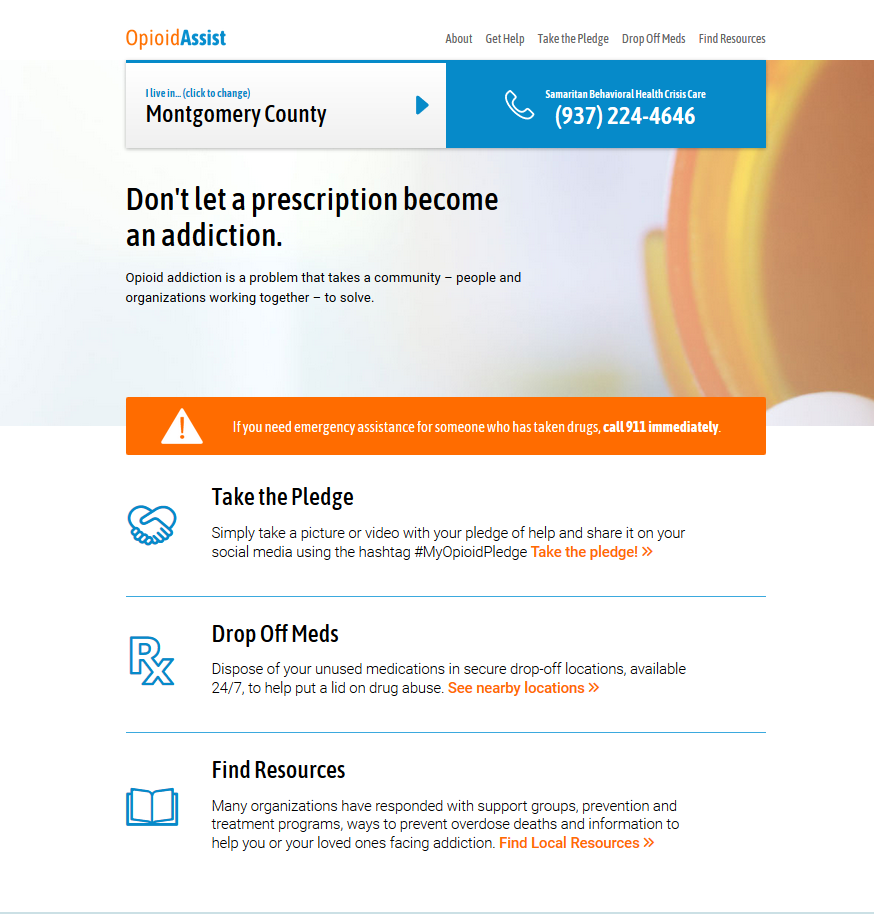 OpioidAssist
About Get Help Take the Pledge Drop Off Meds Find Resources
I live in... (click to change)
Montgomery County
Samaritan Behavioral Health Crisis Care
(937) 224-4646
Don't let a prescription become
an addiction.
Opioid addiction is a problem that takes a community – people and
organizations working together – to solve.
If you need emergency assistance for someone who has taken drugs, call 911 immediately.
Take the Pledge
Simply take a picture or video with your pledge of help and share it on your
social media using the hashtag #MyOpioidPledge Take the pledge! »
Rx
Drop Off Meds
Dispose of your unused medications in secure drop-off locations, available
24/7, to help put a lid on drug abuse. See nearby locations »
Find Resources
Many organizations have responded with support groups, prevention and
treatment programs, ways to prevent overdose deaths and information to
help you or your loved ones facing addiction. Find Local Resources »